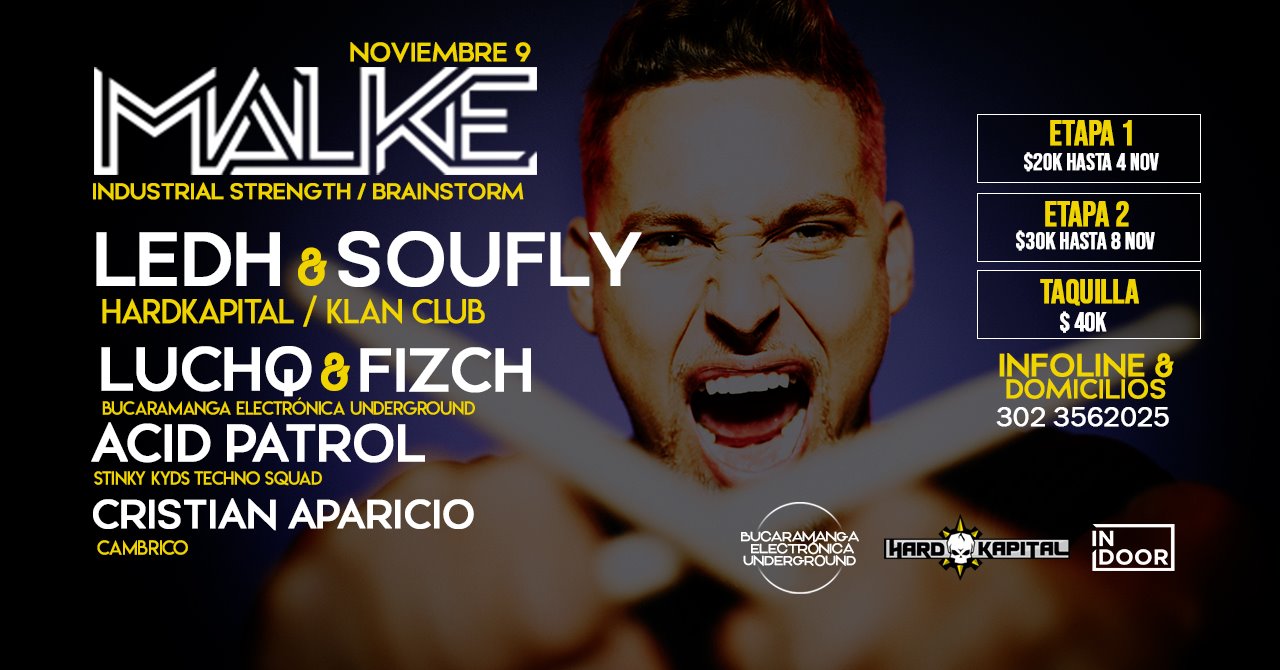 NOVIEMBRE 9
MALKE
INDUSTRIAL STRENGTH / BRAINSTORM
LEDH & SOUFLY
HARDKAPITAL / KLAN CLUB
LUCHQ & FIZCH
BUCARAMANGA ELECTRÓNICA UNDERGROUND
ACID PATROL
STINKY KYDS TECHNO SQUAD
CRISTIAN APARICIO
CAMBRICO
ETAPA 1
$20K HASTA 4 NOV
ETAPA 2
$30K HASTA 8 NOV
TAQUILLA
$ 40K
INFOLINE &
DOMICILIOS
302 3562025
BUCARAMANGA
ELECTRÓNICA
UNDERGROUND
HARD KAPITAL
IN
DOOR